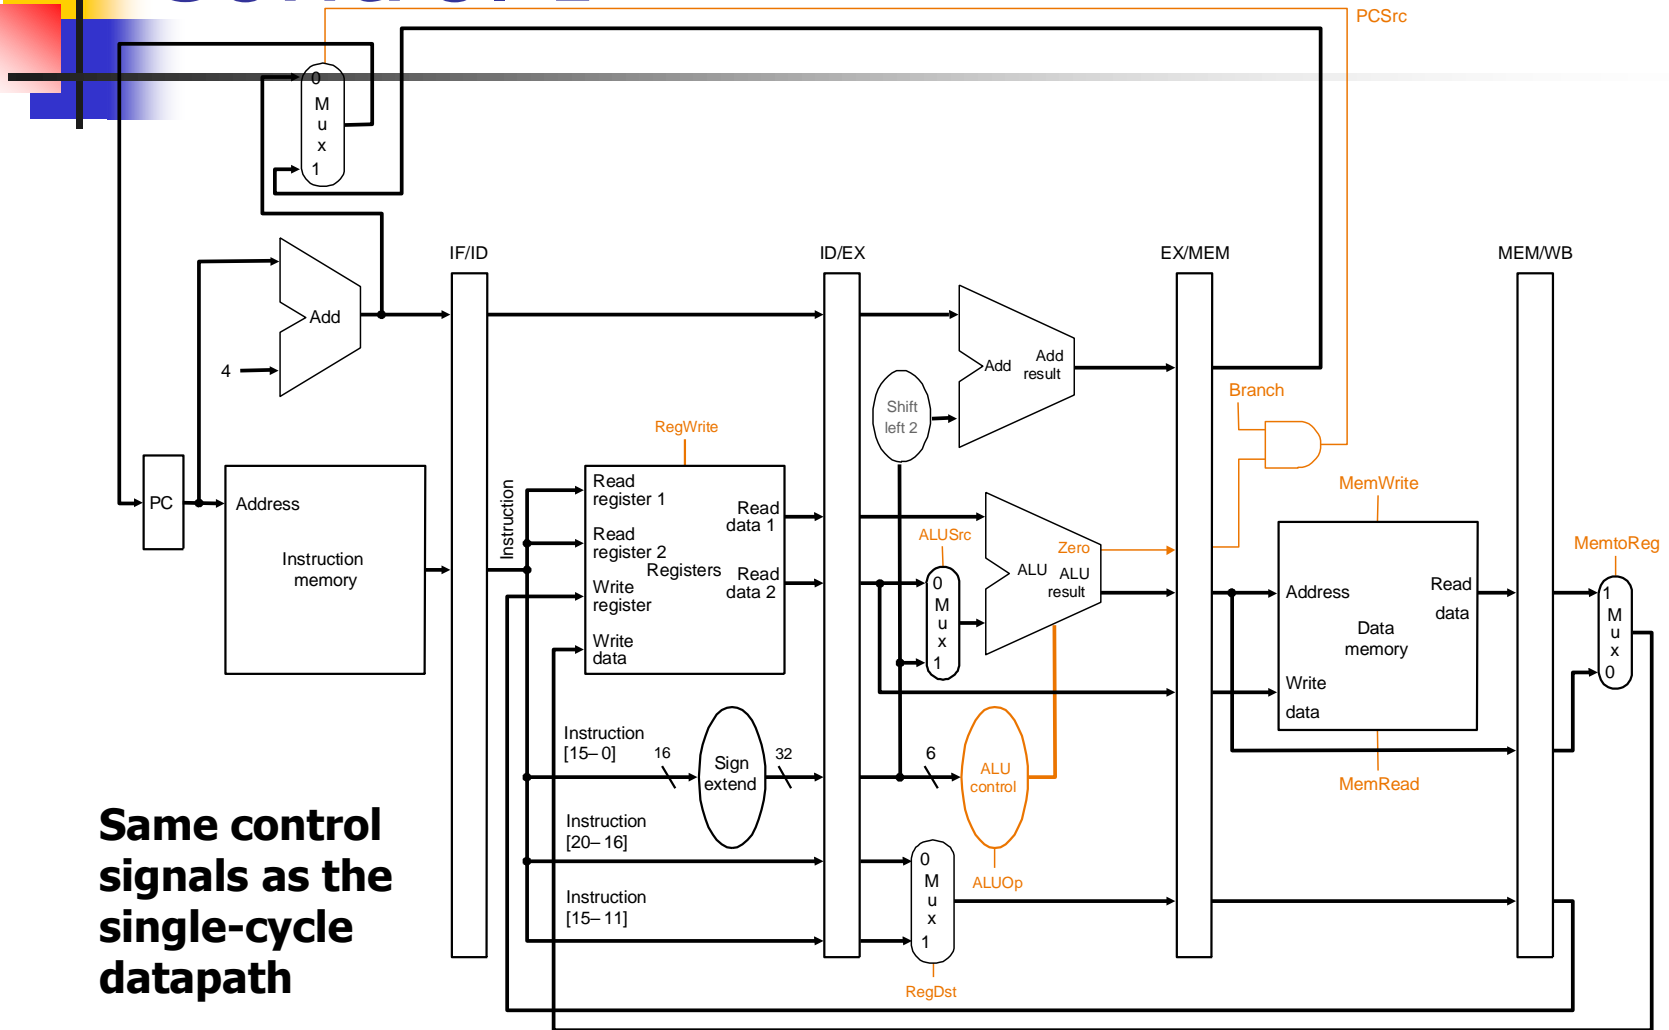 PCSrc
0
M
u
x
1
IF/ID
ID/EX
EX/MEM
MEM/WB
Add
4
Add
Add
result
Shift
left 2
Branch
RegWrite
PC
Address
Instruction
memory
Instruction
Read
register 1
Read
register 2
Write
register
Write
data
Registers
Read
data 1
Read
data 2
ALUSrc
0
M
u
x
1
Zero
ALU
ALU
result
MemWrite
Address
Read
data
Data
memory
Write
data
MemRead
MemtoReg
1
M
u
x
0
Instruction
[15–0]
16
Sign
extend
32
6
ALU
control
ALUOp
Instruction
[20–16]
Instruction
[15–11]
0
M
u
x
1
RegDst
Same control
signals as the
single-cycle
datapath